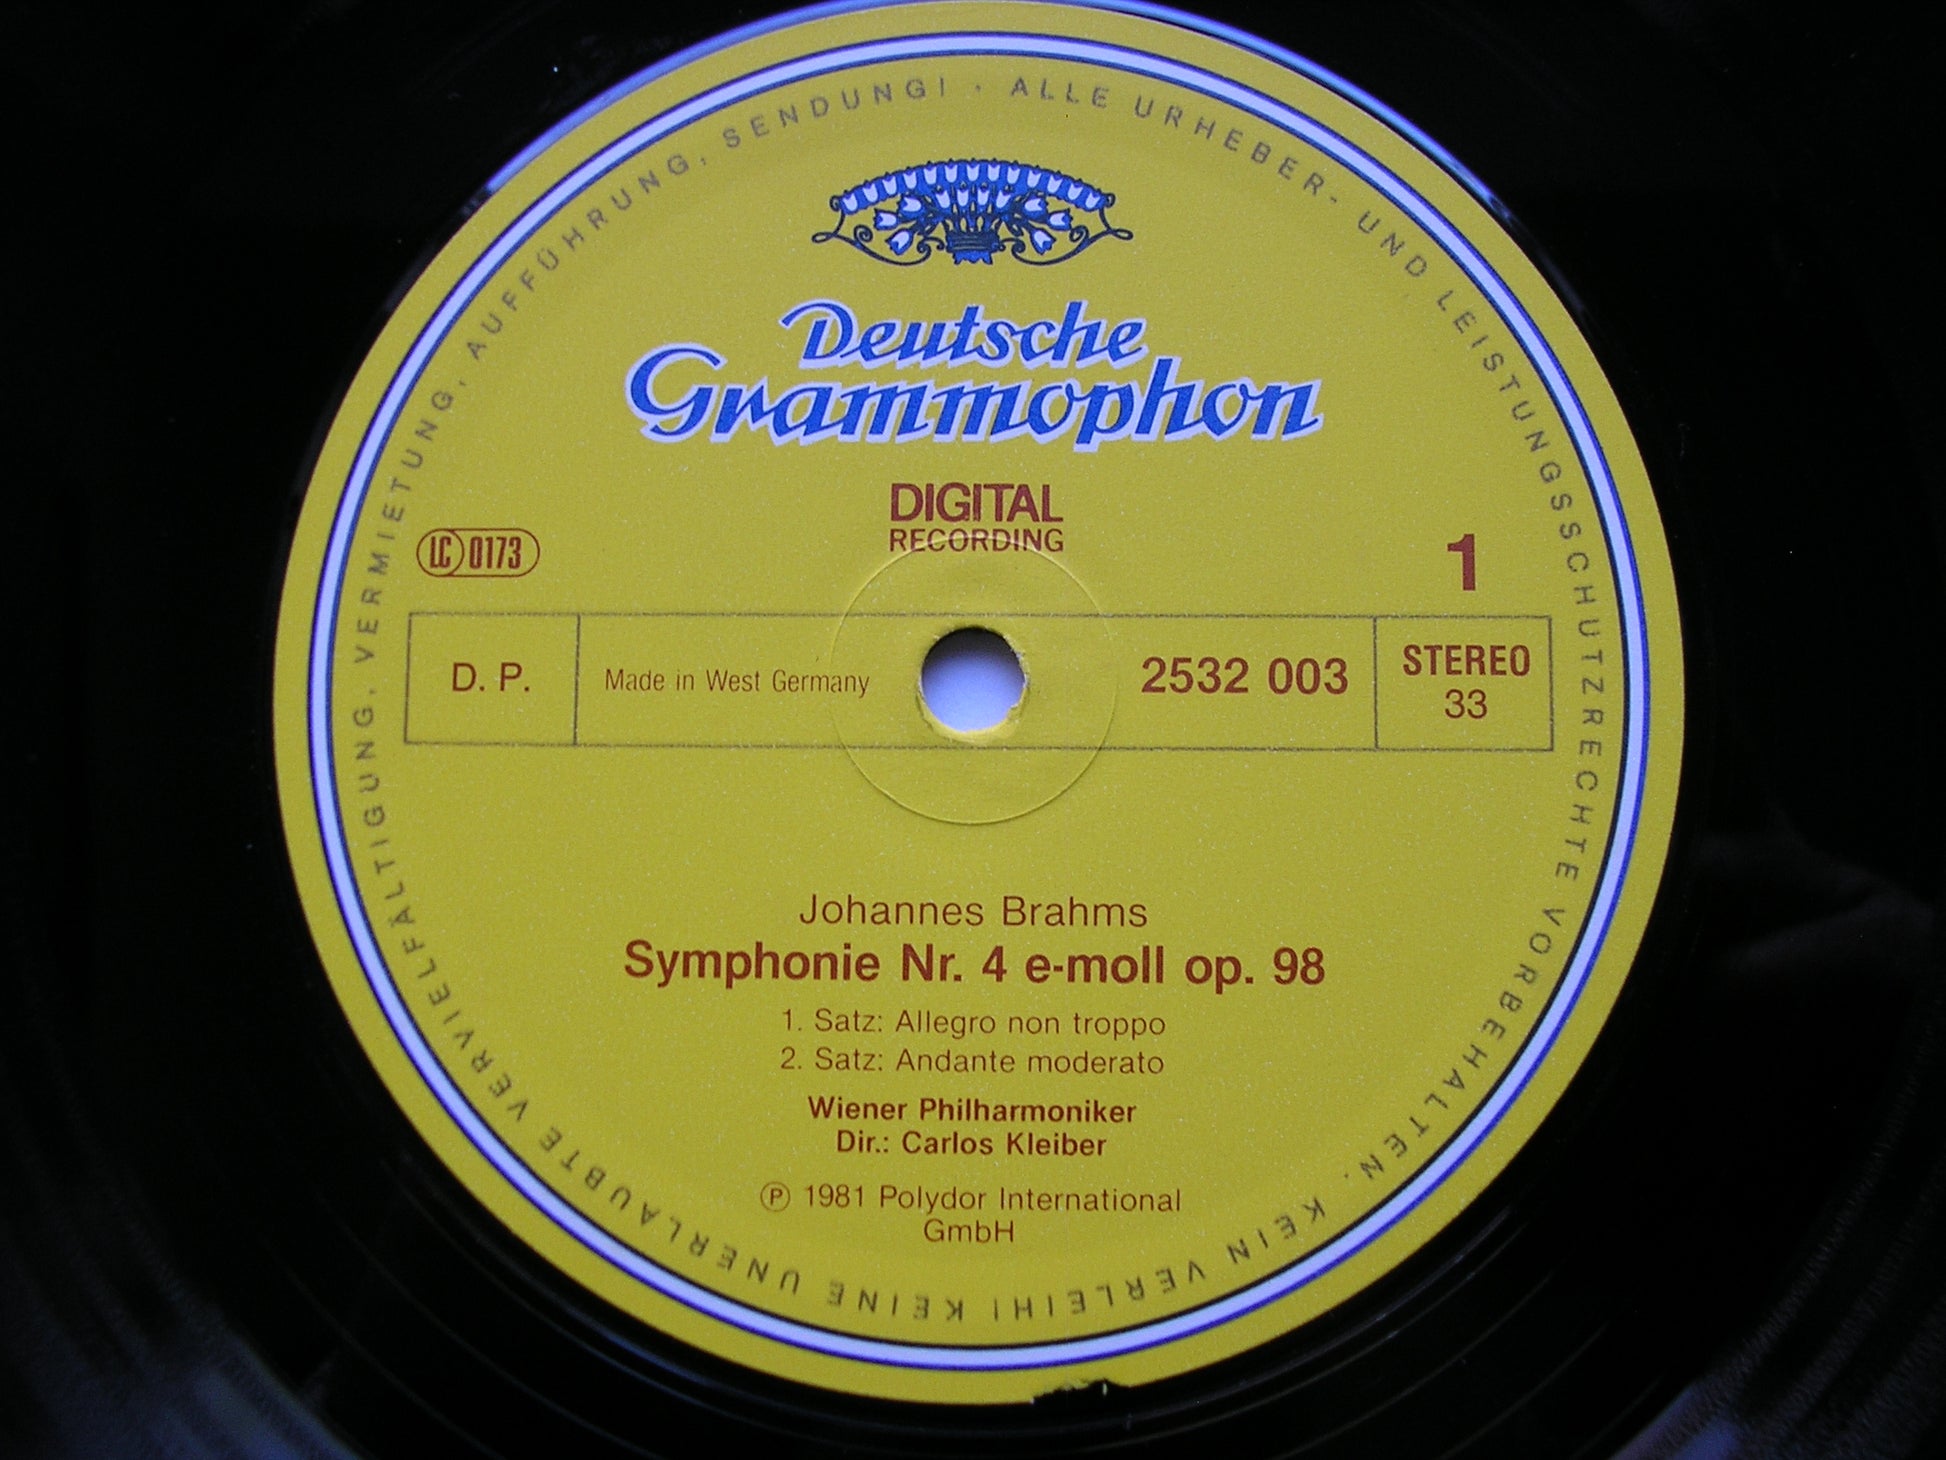 ALLE URHEBER- UND LEISTUNGSSCHUTZRECHTE VORBEHALTEN. KEIN VERLEIH! KEINE UNERLAUBTE VERVIELFÄLTIGUNG, VERMIETUNG, AUFFÜHRUNG, SENDUNG! ·
Deutsche
Grammophon
DIGITAL
RECORDING
LC 0173
1
D. P.
Made in West Germany
2532 003
STEREO
33
Johannes Brahms
Symphonie Nr. 4 e-moll op. 98
1. Satz: Allegro non troppo
2. Satz: Andante moderato
Wiener Philharmoniker
Dir.: Carlos Kleiber
℗ 1981 Polydor International
GmbH